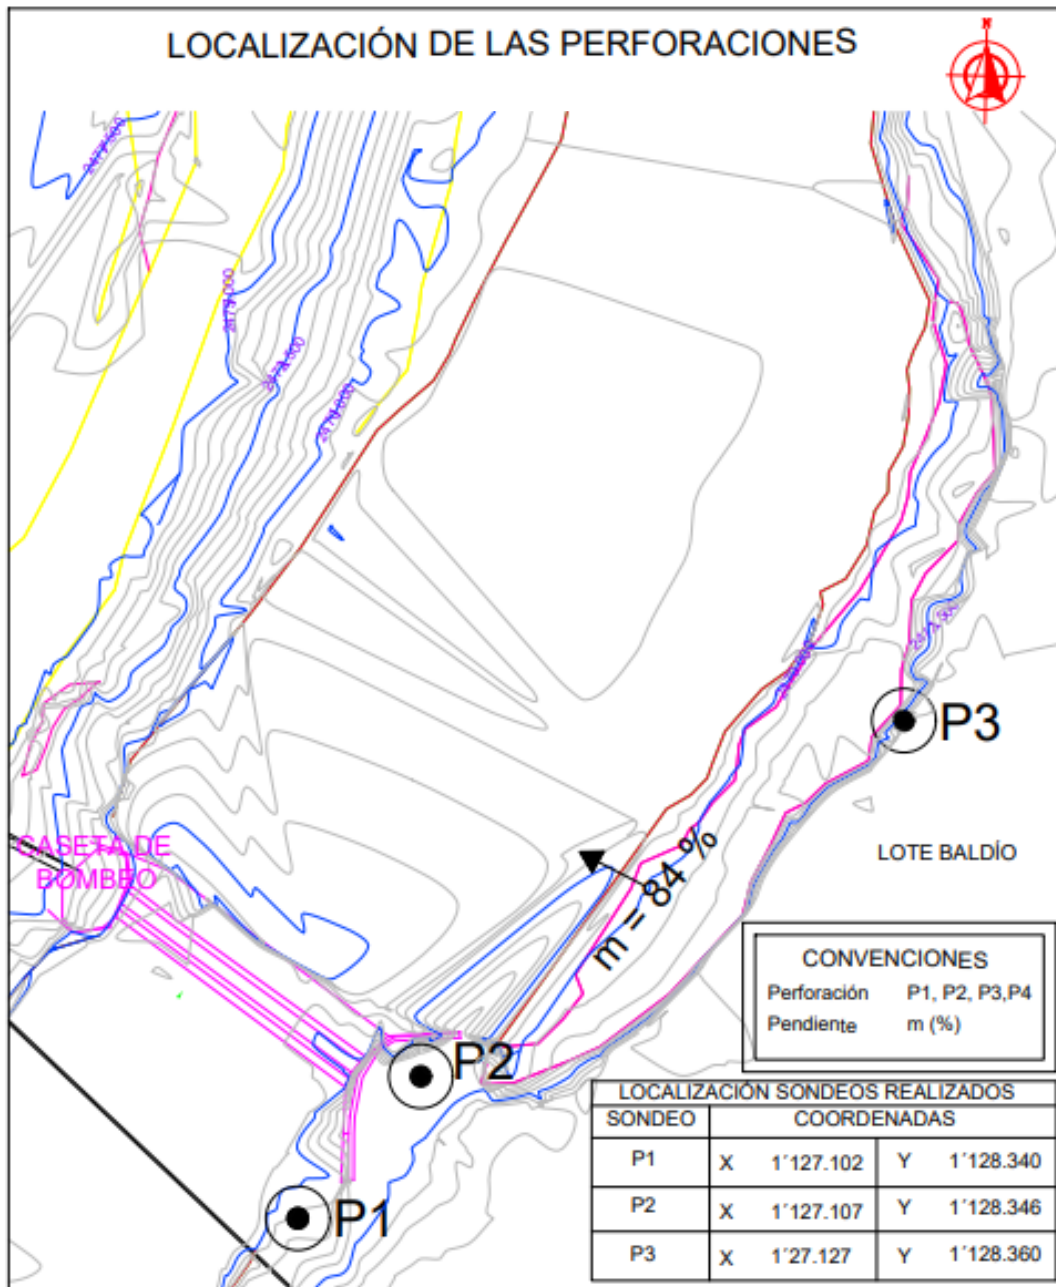 LOCALIZACIÓN DE LAS PERFORACIONES
N
P3
CASETA DE
BOMBEO
LOTE BALDÍO
m = 84 %
CONVENCIONES
Perforación P1, P2, P3,P4
Pendiente m (%)
P2
P1
LOCALIZACIÓN SONDEOS REALIZADOS
SONDEO COORDENADAS
P1 X 1´127.102 Y 1´128.340
P2 X 1´127.107 Y 1´128.346
P3 X 1´27.127 Y 1´128.360